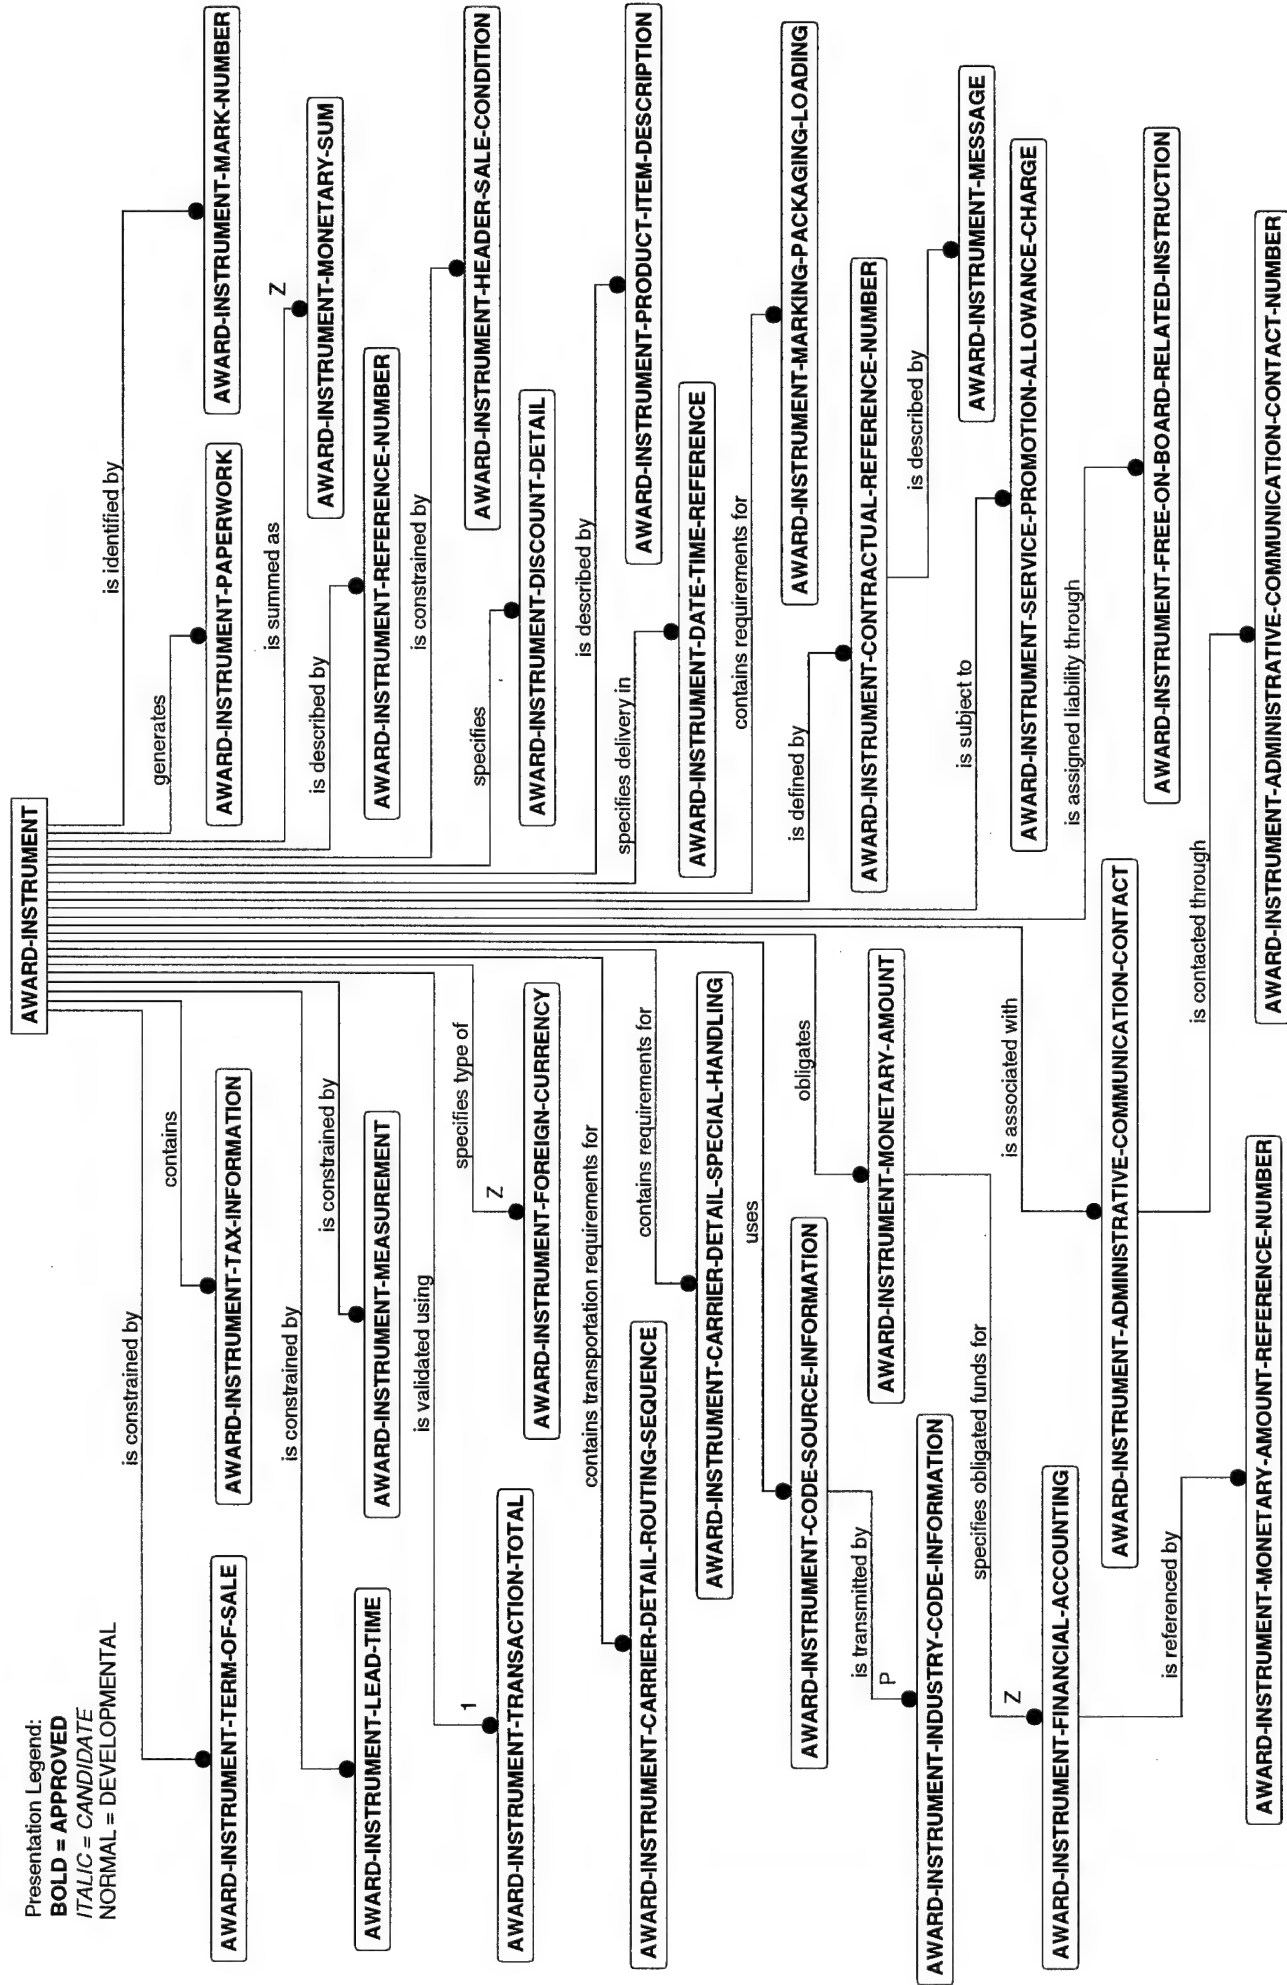 Presentation Legend:
BOLD = APPROVED
ITALIC = CANDIDATE
NORMAL = DEVELOPMENTAL
AWARD-INSTRUMENT
is constrained by
AWARD-INSTRUMENT-TERM-OF-SALE
contains
AWARD-INSTRUMENT-TAX-INFORMATION
generates
AWARD-INSTRUMENT-PAPERWORK
is identified by
AWARD-INSTRUMENT-MARK-NUMBER
is summed as
Z
AWARD-INSTRUMENT-MONETARY-SUM
is constrained by
AWARD-INSTRUMENT-LEAD-TIME
is constrained by
AWARD-INSTRUMENT-MEASUREMENT
is described by
AWARD-INSTRUMENT-REFERENCE-NUMBER
is constrained by
AWARD-INSTRUMENT-HEADER-SALE-CONDITION
is validated using
1
AWARD-INSTRUMENT-TRANSACTION-TOTAL
specifies type of
Z
AWARD-INSTRUMENT-FOREIGN-CURRENCY
specifies
AWARD-INSTRUMENT-DISCOUNT-DETAIL
is described by
AWARD-INSTRUMENT-PRODUCT-ITEM-DESCRIPTION
contains transportation requirements for
AWARD-INSTRUMENT-CARRIER-DETAIL-ROUTING-SEQUENCE
contains requirements for
AWARD-INSTRUMENT-CARRIER-DETAIL-SPECIAL-HANDLING
specifies delivery in
AWARD-INSTRUMENT-DATE-TIME-REFERENCE
contains requirements for
AWARD-INSTRUMENT-MARKING-PACKAGING-LOADING
uses
AWARD-INSTRUMENT-CODE-SOURCE-INFORMATION
obligates
AWARD-INSTRUMENT-MONETARY-AMOUNT
is defined by
AWARD-INSTRUMENT-CONTRACTUAL-REFERENCE-NUMBER
is described by
AWARD-INSTRUMENT-MESSAGE
is transmitted by
P
AWARD-INSTRUMENT-INDUSTRY-CODE-INFORMATION
specifies obligated funds for
Z
AWARD-INSTRUMENT-FINANCIAL-ACCOUNTING
is subject to
AWARD-INSTRUMENT-SERVICE-PROMOTION-ALLOWANCE-CHARGE
is associated with
AWARD-INSTRUMENT-ADMINISTRATIVE-COMMUNICATION-CONTACT
is assigned liability through
AWARD-INSTRUMENT-FREE-ON-BOARD-RELATED-INSTRUCTION
is referenced by
AWARD-INSTRUMENT-MONETARY-AMOUNT-REFERENCE-NUMBER
is contacted through
AWARD-INSTRUMENT-ADMINISTRATIVE-COMMUNICATION-CONTACT-NUMBER